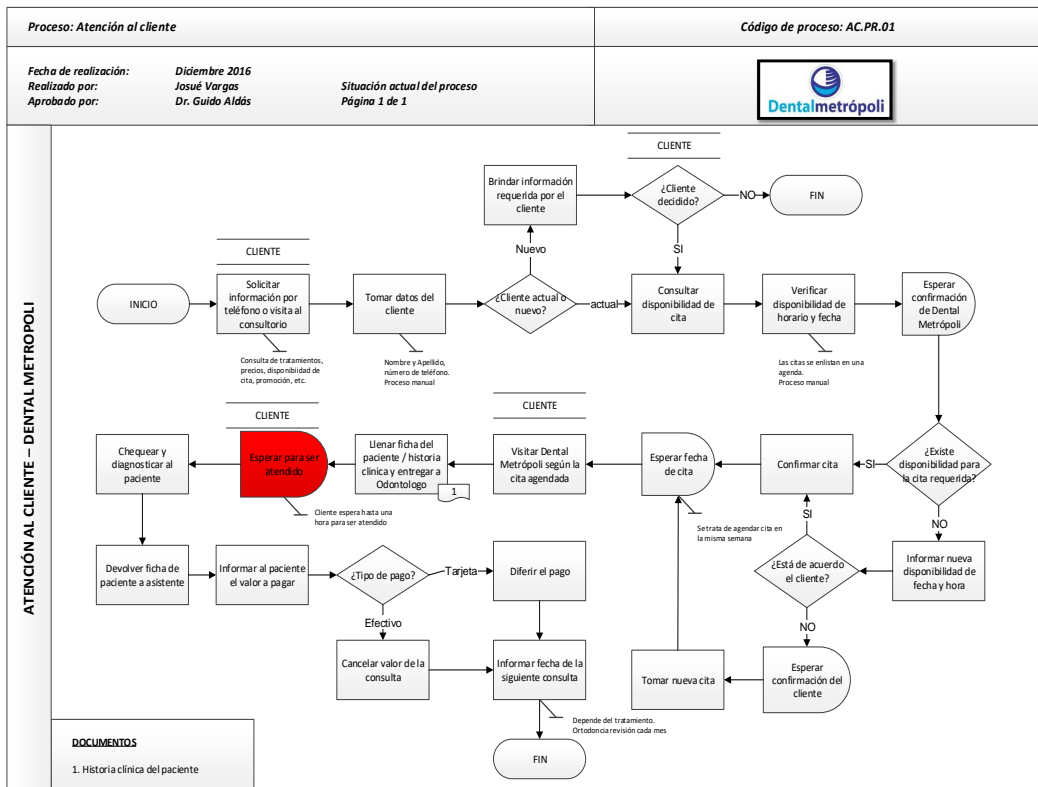 Proceso: Atención al cliente
Código de proceso: AC.PR.01
Fecha de realización: Diciembre 2016
Realizado por: Josué Vargas Situación actual del proceso
Aprobado por: Dr. Guido Aldás Página 1 de 1
Dentalmetrópoli
ATENCIÓN AL CLIENTE – DENTAL METROPOLI
CLIENTE
Brindar información
requerida por el
cliente
¿Cliente
decidido?
NO
FIN
Nuevo
SI
CLIENTE
INICIO
Solicitar
información por
teléfono o visita al
consultorio
Tomar datos del
cliente
¿Cliente actual o
nuevo?
actual
Consultar
disponibilidad de
cita
Verificar
disponibilidad de
horario y fecha
Esperar
confirmación
de Dental
Metrópoli
Consulta de tratamientos,
precios, disponibilidad de
cita, promoción, etc.
Nombre y Apellido,
número de teléfono.
Proceso manual
Las citas se enlistan en una
agenda.
Proceso manual
CLIENTE
CLIENTE
Chequear y
diagnosticar al
paciente
Esperar para ser
atendido
Llenar ficha del
paciente / historia
clínica y entregar a
Odontologo
1
Visitar Dental
Metrópoli según la
cita agendada
Esperar fecha
de cita
Confirmar cita
SI
¿Existe
disponibilidad para
la cita requerida?
Cliente espera hasta una
hora para ser atendido
Se trata de agendar cita en
la misma semana
SI
NO
Devolver ficha de
paciente a asistente
Informar al paciente
el valor a pagar
¿Tipo de pago?
Tarjeta
Diferir el pago
¿Está de acuerdo
el cliente?
Informar nueva
disponibilidad de
fecha y hora
Efectivo
NO
Cancelar valor de la
consulta
Informar fecha de la
siguiente consulta
Tomar nueva cita
Esperar
confirmación del
cliente
Depende del tratamiento.
Ortodoncia revisión cada mes
FIN
DOCUMENTOS
1. Historia clínica del paciente